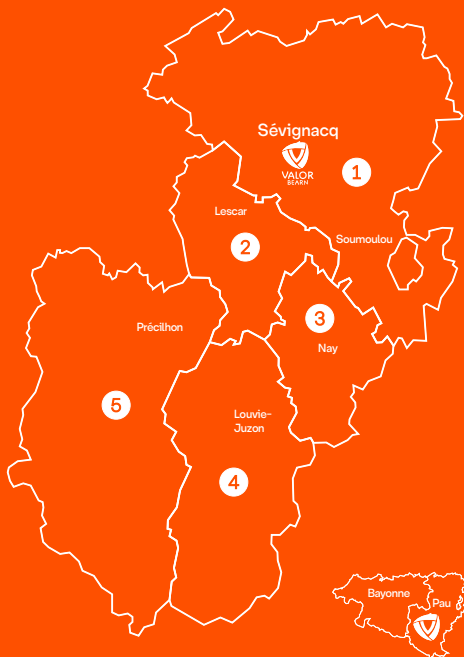 Sévignacq
VALOR
BEARN
1
Lescar
2
Soumoulou
3
Nay
Précilhon
5
Louvie-
Juzon
4
Bayonne
Pau